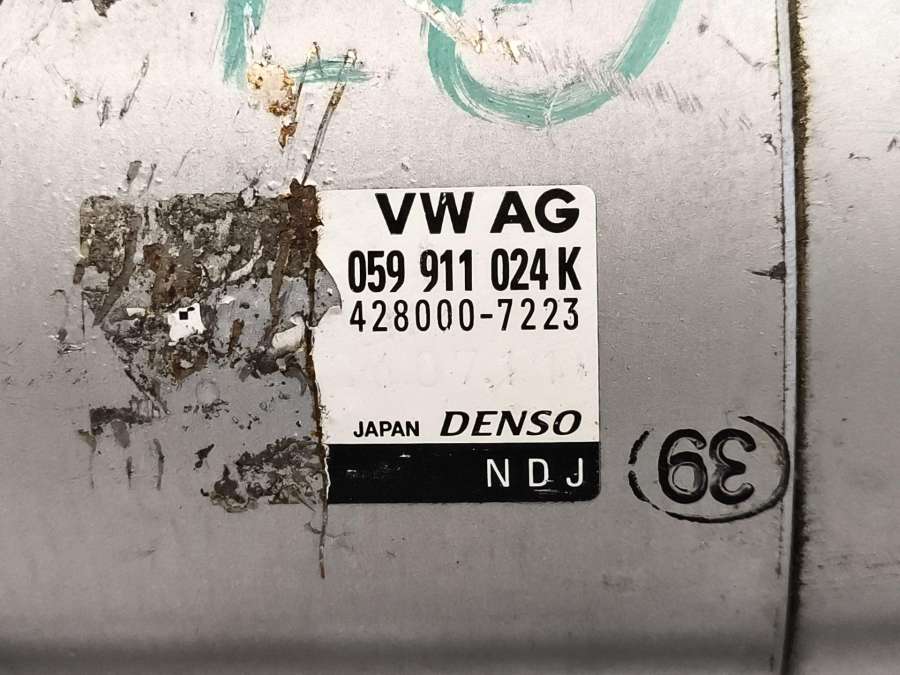 VW AG
059 911 024 K
428000-7223
JAPAN DENSO
NDJ
(39)